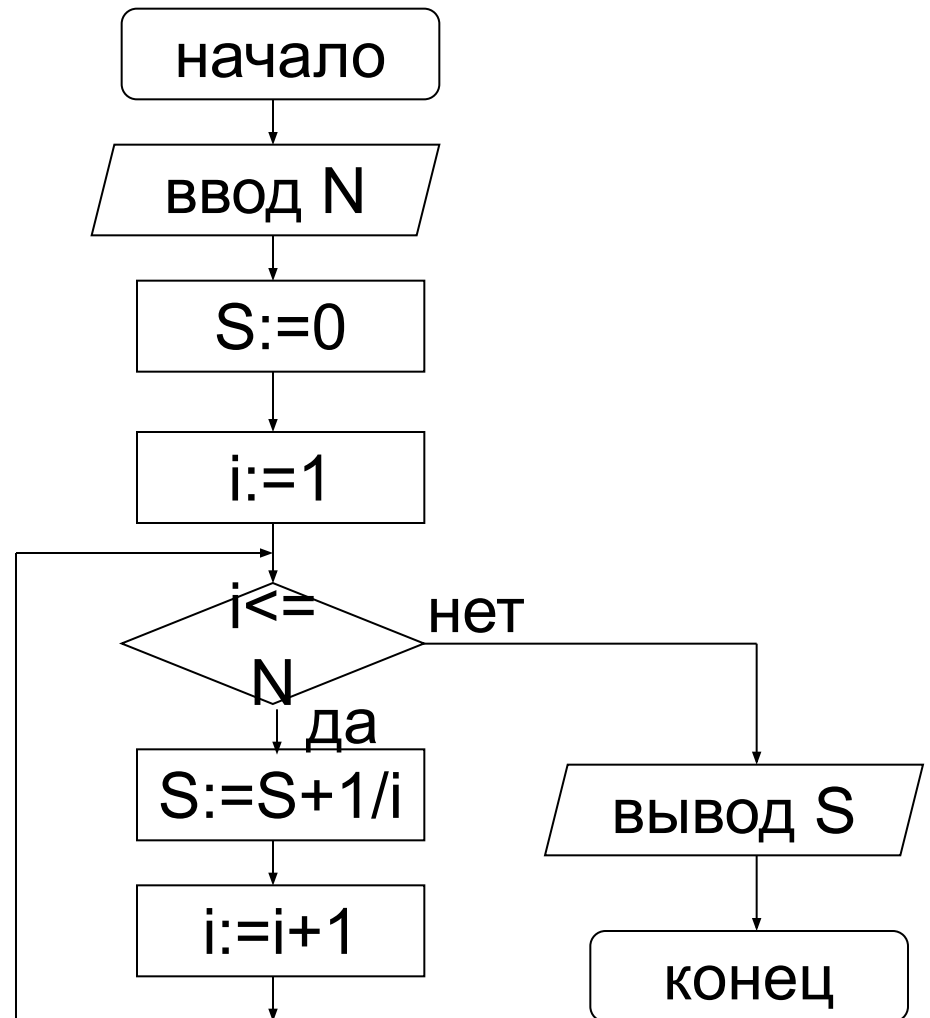 начало
ввод N
S:=0
i:=1
i<=
N
нет
да
S:=S+1/i
i:=i+1
вывод S
конец